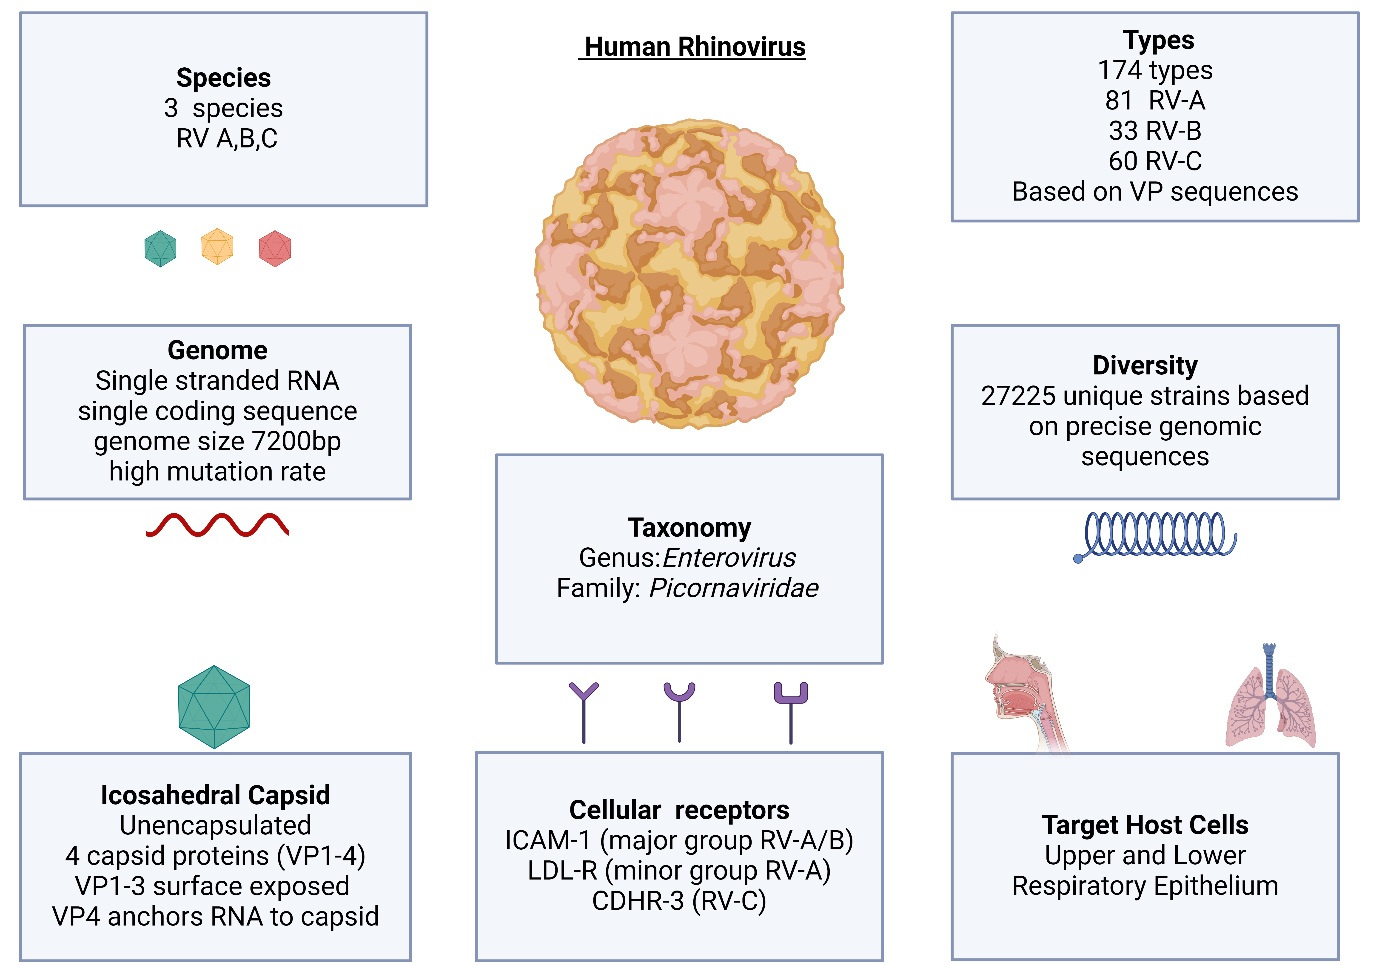 Human Rhinovirus
Species
3 species
RV A,B,C
Types
174 types
81 RV-A
33 RV-B
60 RV-C
Based on VP sequences
Genome
Single stranded RNA
single coding sequence
genome size 7200bp
high mutation rate
Diversity
27225 unique strains based
on precise genomic
sequences
Taxonomy
Genus:Enterovirus
Family: Picornaviridae
Icosahedral Capsid
Unencapsulated
4 capsid proteins (VP1-4)
VP1-3 surface exposed
VP4 anchors RNA to capsid
Cellular receptors
ICAM-1 (major group RV-A/B)
LDL-R (minor group RV-A)
CDHR-3 (RV-C)
Target Host Cells
Upper and Lower
Respiratory Epithelium